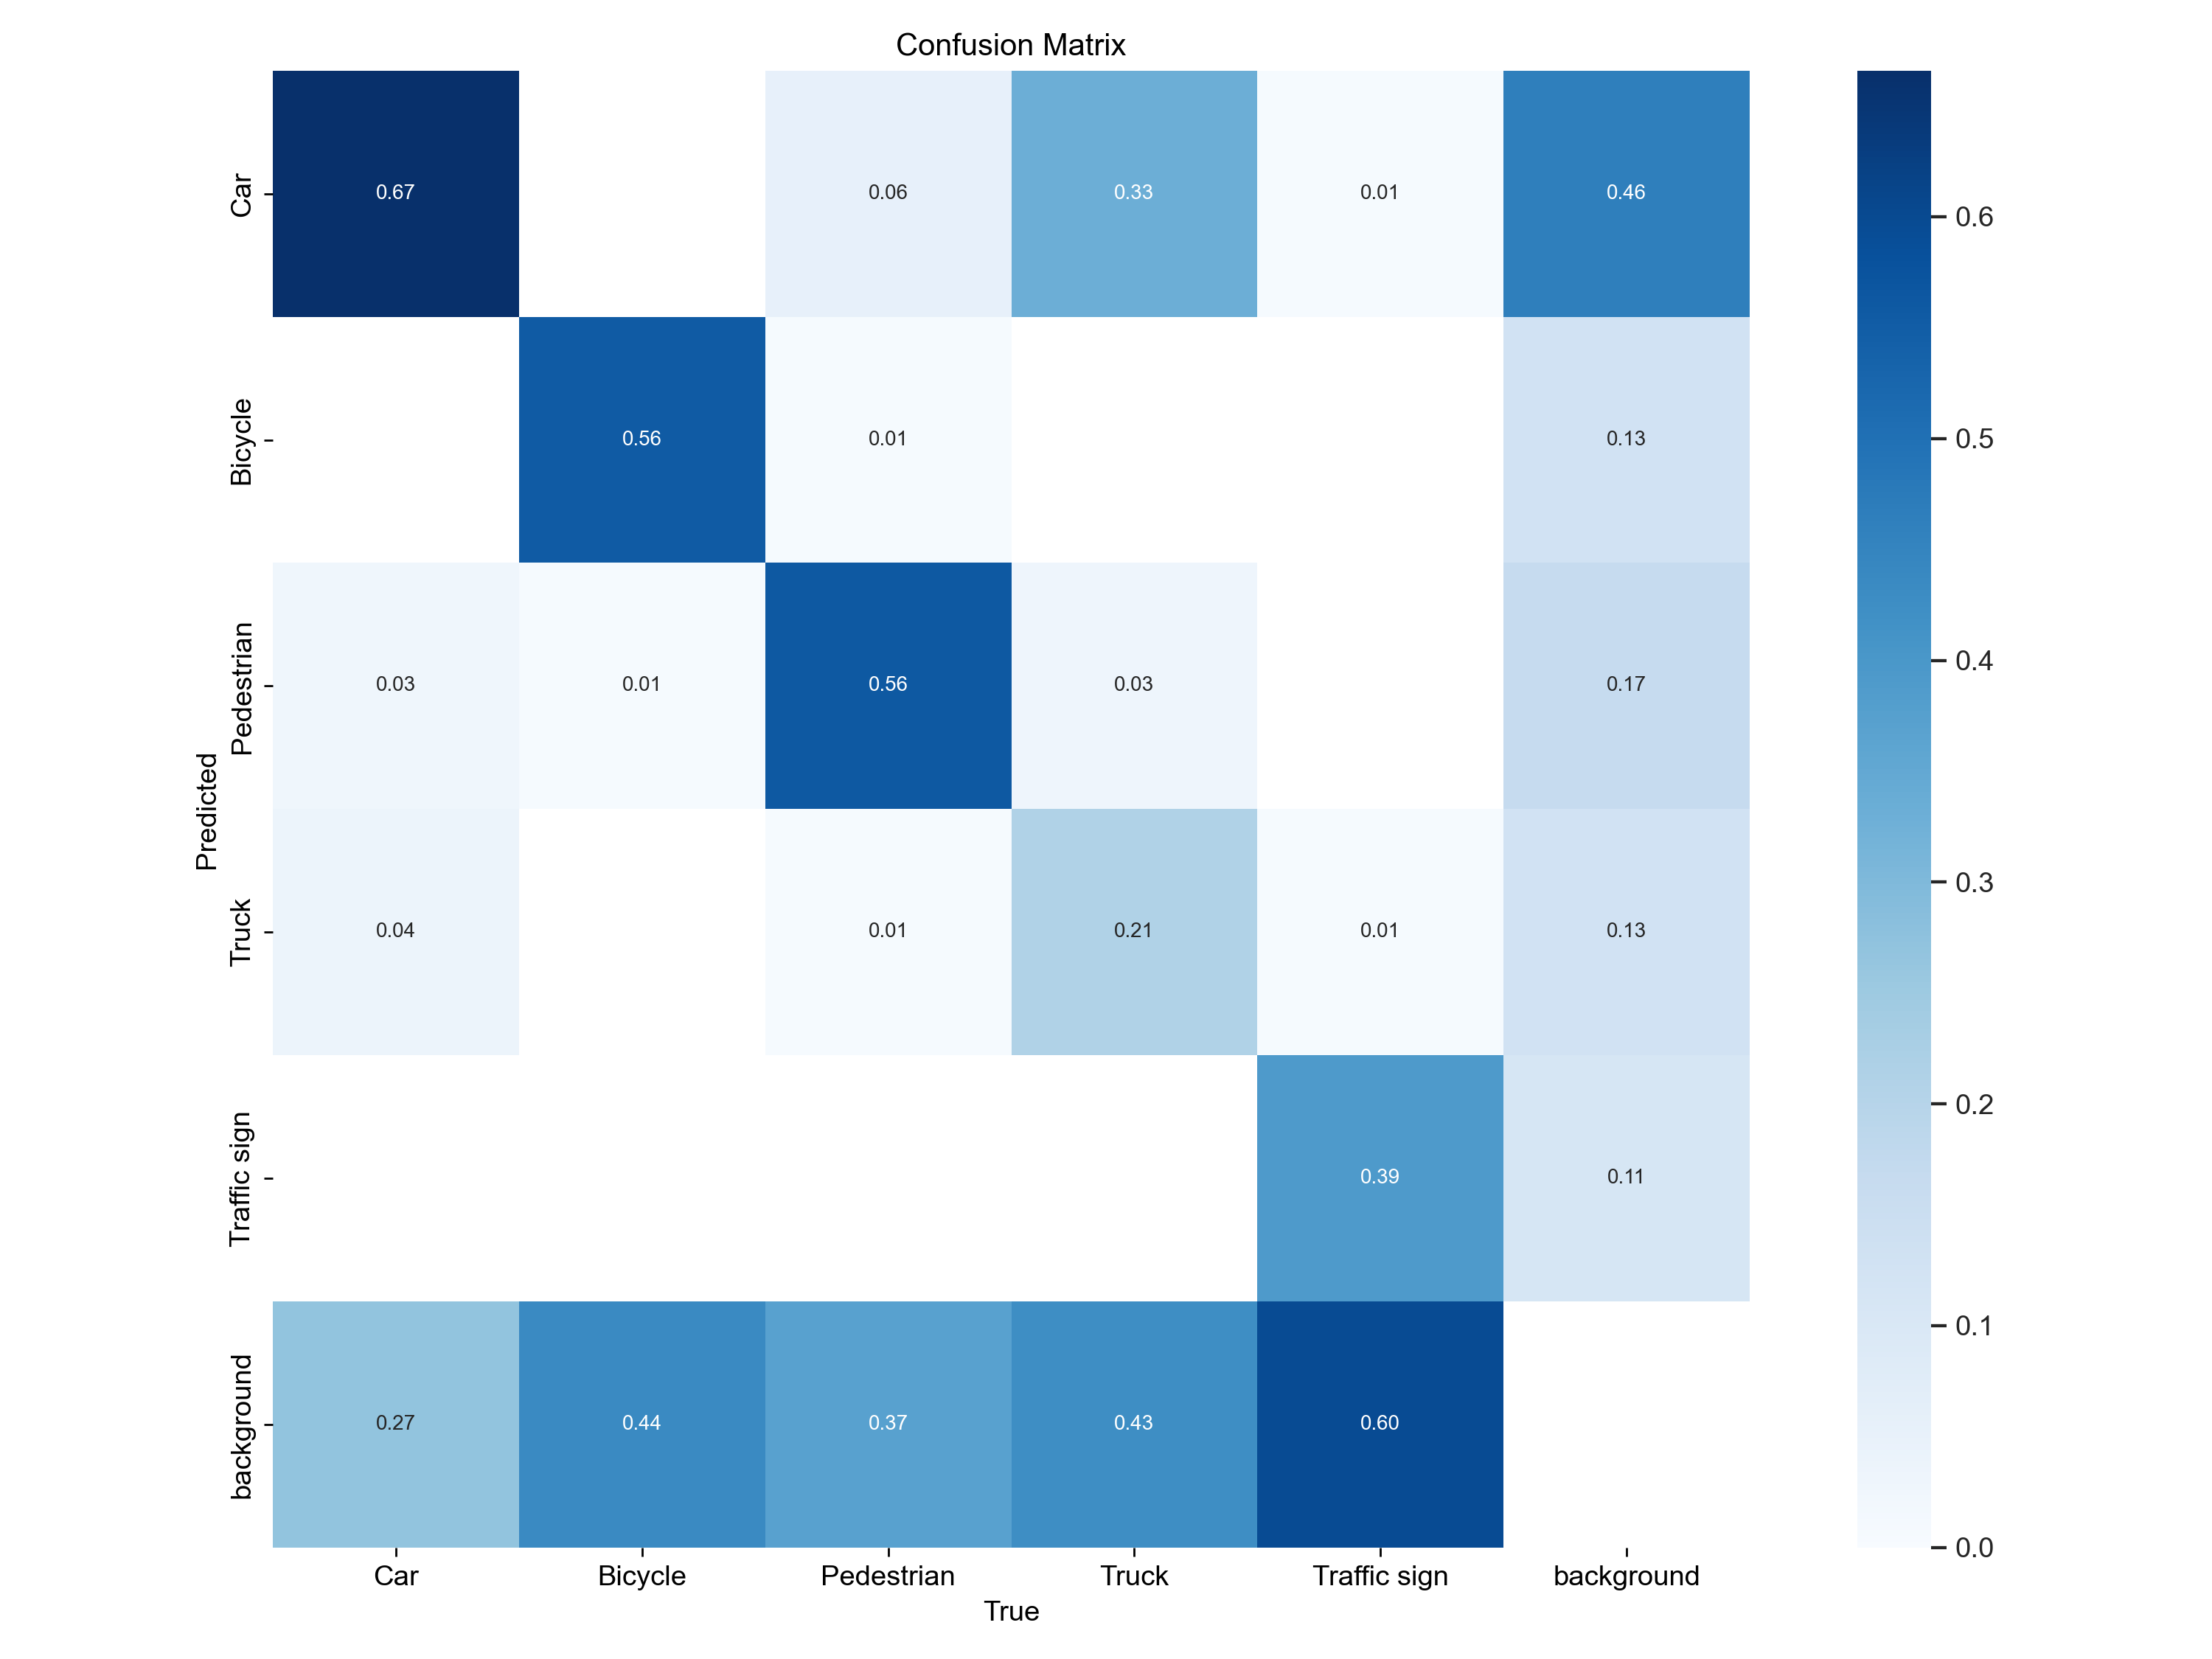 Confusion Matrix
Predicted
Car
0.67
0.06
0.33
0.01
0.46
Bicycle
0.56
0.01
0.13
Pedestrian
0.03
0.01
0.56
0.03
0.17
Truck
0.04
0.01
0.21
0.01
0.13
Traffic sign
0.39
0.11
background
0.27
0.44
0.37
0.43
0.60
Car
Bicycle
Pedestrian
Truck
Traffic sign
background
True
0.6
0.5
0.4
0.3
0.2
0.1
0.0